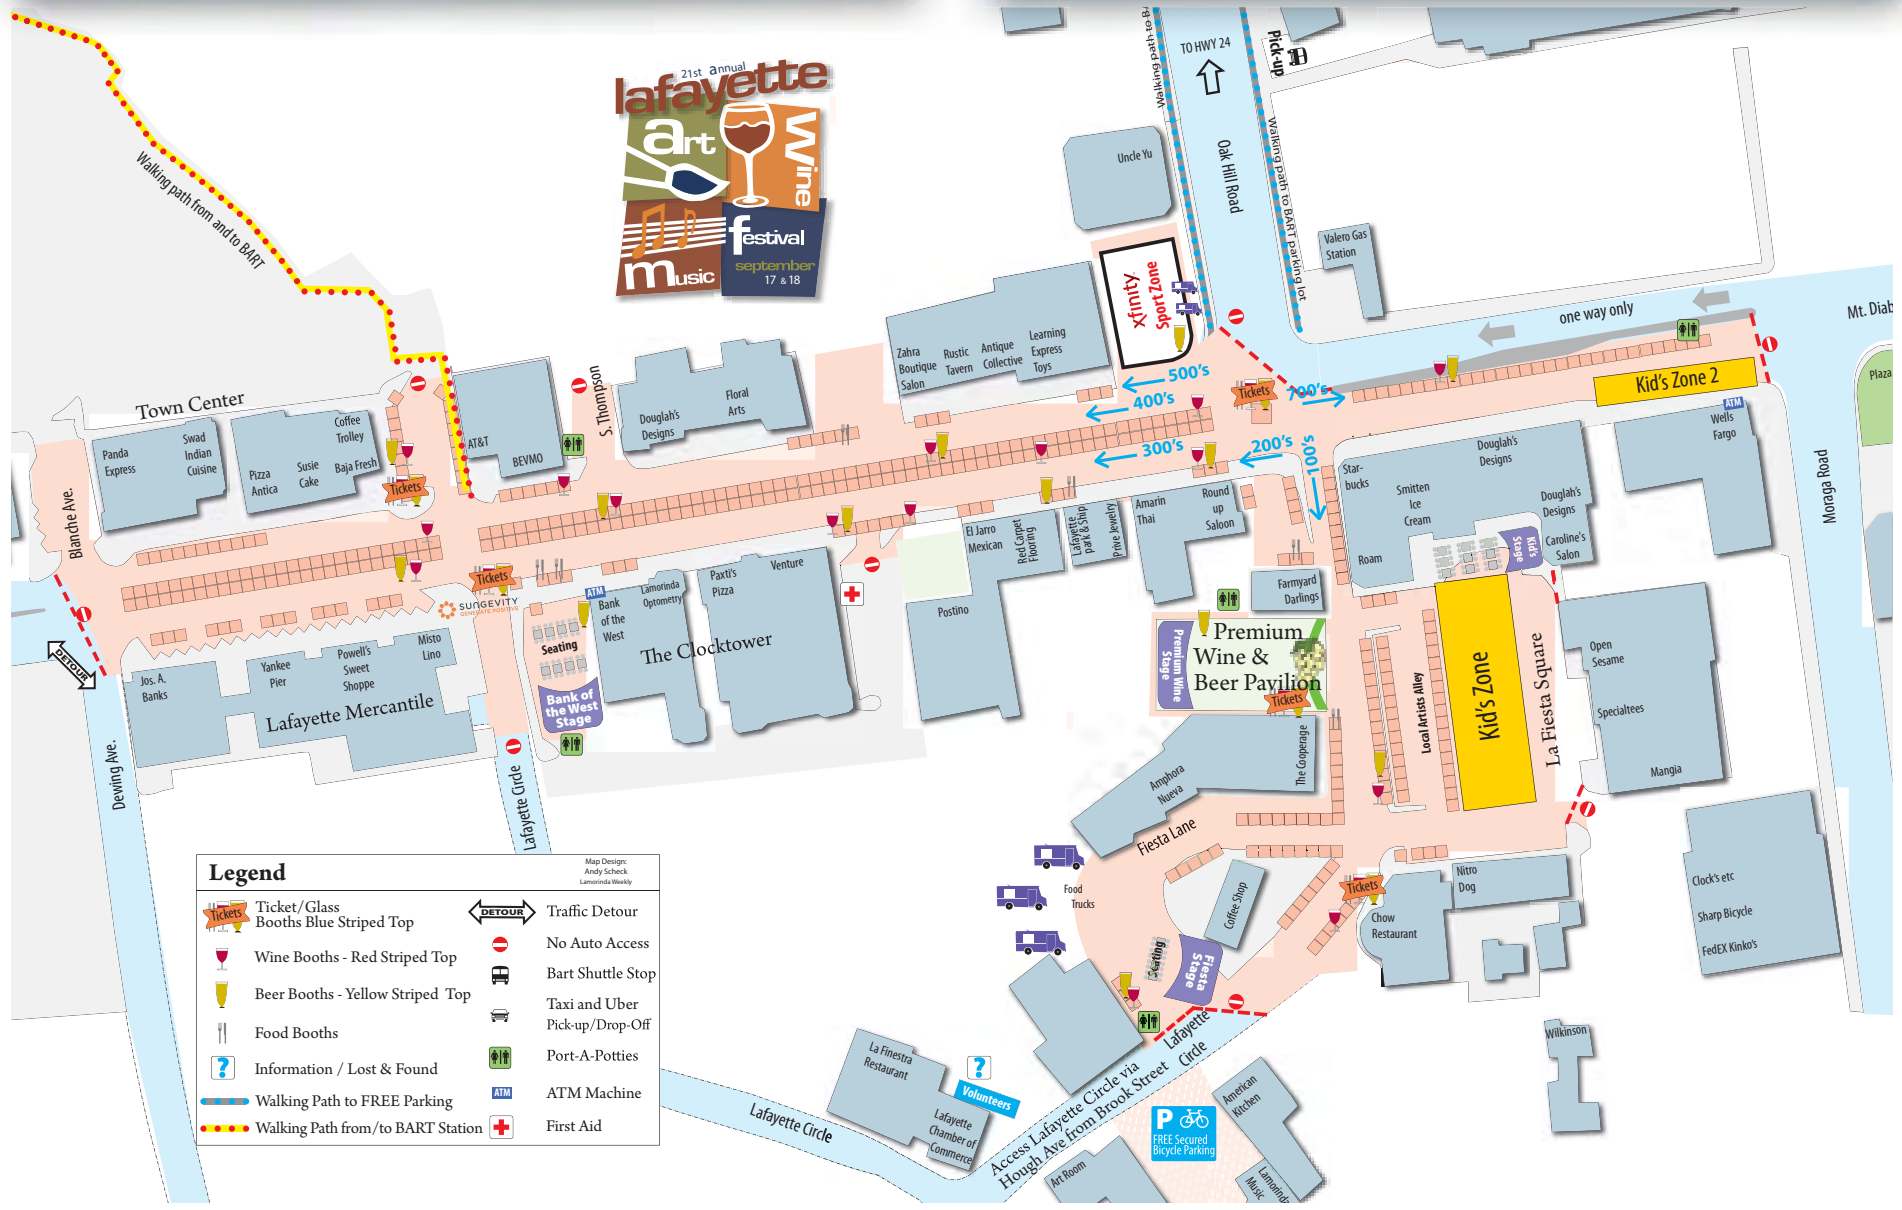 21st annual
lafayette
art
Wine
music
festival
september
17 & 18
TO HWY 24
Oak Hill Road
Pick-up
Walking path to BART parking lot
Walking path from and to BART
Uncle Yu
Valero Gas
Station
xfinity
Sport Zone
one way only
Mt. Diab
Plaza
Moraga Road
Kid's Zone 2
ATM
Wells
Fargo
Zahra
Boutique
Salon
Rustic
Tavern
Antique
Collective
Learning
Express
Toys
500's
400's
300's
200's
100's
700's
Tickets
Town Center
Panda
Express
Swad
Indian
Cuisine
Pizza
Antica
Susie
Cake
Coffee
Trolley
Baja Fresh
Tickets
AT&T
BEVMO
S. Thompson
Douglah's
Designs
Floral
Arts
Blanche Ave.
Star-
bucks
Smitten
Ice
Cream
Douglah's
Designs
Douglah's
Designs
Caroline's
Salon
Roam
Kid's
Stage
Amarin
Thai
Round
up
Saloon
El Jarro
Mexican
Red Carpet
Flooring
Lafayette
park & Ship
Prive Jewelry
Postino
Farmyard
Darlings
Premium
Wine &
Beer Pavilion
Premium Wine
Stage
Tickets
The Cooperage
Amphora
Nueva
Fiesta Lane
Local Artists Alley
Kid's Zone
La Fiesta Square
Open
Sesame
Specialtees
Mangia
Clock's etc
Sharp Bicycle
FedEX Kinko's
Tickets
SUNGEVITY
GENERATE POSITIVE
ATM
Bank
of the
West
Lamorinda
Optometry
Paxti's
Pizza
Venture
The Clocktower
Seating
Bank of
the West
Stage
DETOUR
Jos. A.
Banks
Yankee
Pier
Powell's
Sweet
Shoppe
Misto
Lino
Lafayette Mercantile
Dewing Ave.
Lafayette Circle
Food
Trucks
Coffee Shop
Seating
Fiesta
Stage
Tickets
Chow
Restaurant
Nitro
Dog
Wilkinson
Lafayette
Circle
Access Lafayette Circle via
Hough Ave from Brook Street
La Finestra
Restaurant
Lafayette
Chamber of
Commerce
?
Volunteers
Lafayette Circle
P
FREE Secured
Bicycle Parking
American
Kitchen
Art Room
Lamorinda
Music
Legend
Map Design:
Andy Scheck
Lamorinda Weekly
Tickets
Ticket/Glass
Booths Blue Striped Top
Wine Booths - Red Striped Top
Beer Booths - Yellow Striped Top
Food Booths
? Information / Lost & Found
Walking Path to FREE Parking
Walking Path from/to BART Station
DETOUR Traffic Detour
No Auto Access
Bart Shuttle Stop
Taxi and Uber
Pick-up/Drop-Off
Port-A-Potties
ATM ATM Machine
First Aid